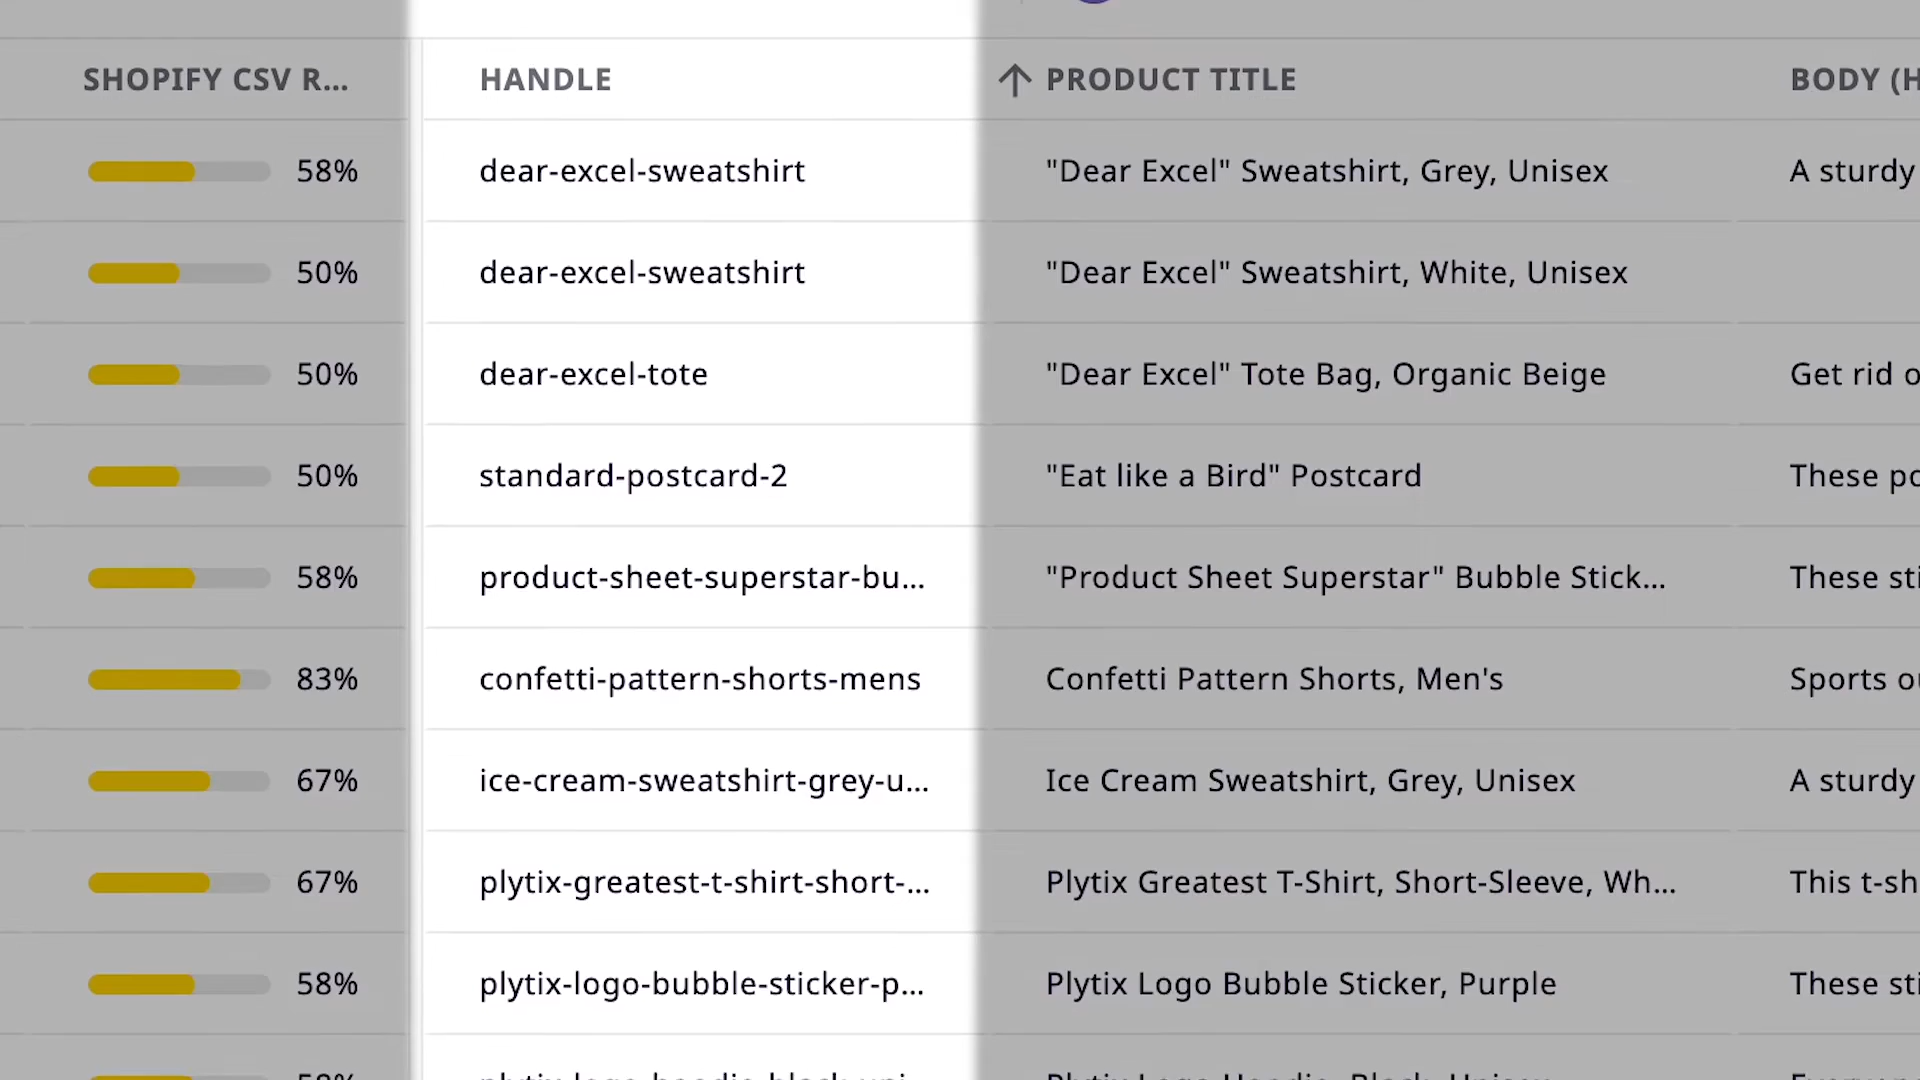 SHOPIFY CSV R... HANDLE PRODUCT TITLE BODY (H
58% dear-excel-sweatshirt "Dear Excel" Sweatshirt, Grey, Unisex A sturdy
50% dear-excel-sweatshirt "Dear Excel" Sweatshirt, White, Unisex
50% dear-excel-tote "Dear Excel" Tote Bag, Organic Beige Get rid o
50% standard-postcard-2 "Eat like a Bird" Postcard These po
58% product-sheet-superstar-bu... "Product Sheet Superstar" Bubble Stick... These sti
83% confetti-pattern-shorts-mens Confetti Pattern Shorts, Men's Sports ou
67% ice-cream-sweatshirt-grey-u... Ice Cream Sweatshirt, Grey, Unisex A sturdy
67% plytix-greatest-t-shirt-short-... Plytix Greatest T-Shirt, Short-Sleeve, Wh... This t-sh
58% plytix-logo-bubble-sticker-p... Plytix Logo Bubble Sticker, Purple These sti